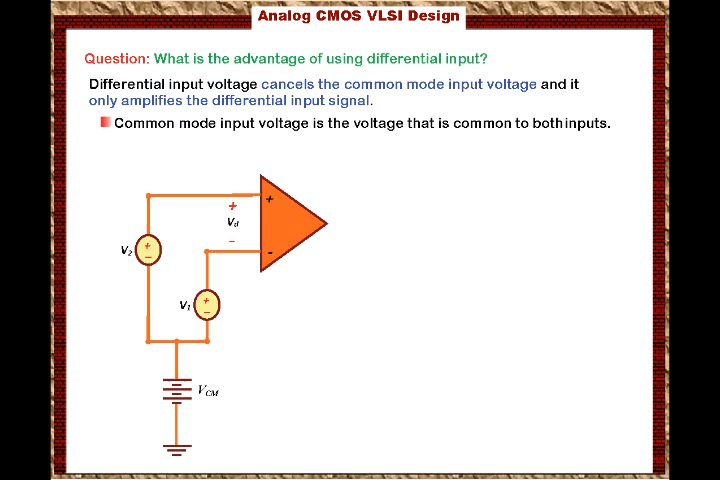 Analog CMOS VLSI Design
Question: What is the advantage of using differential input?
Differential input voltage cancels the common mode input voltage and it
only amplifies the differential input signal.
Common mode input voltage is the voltage that is common to both inputs.
+
+
Vd
−
-
V2
+
−
V1
+
−
VCM